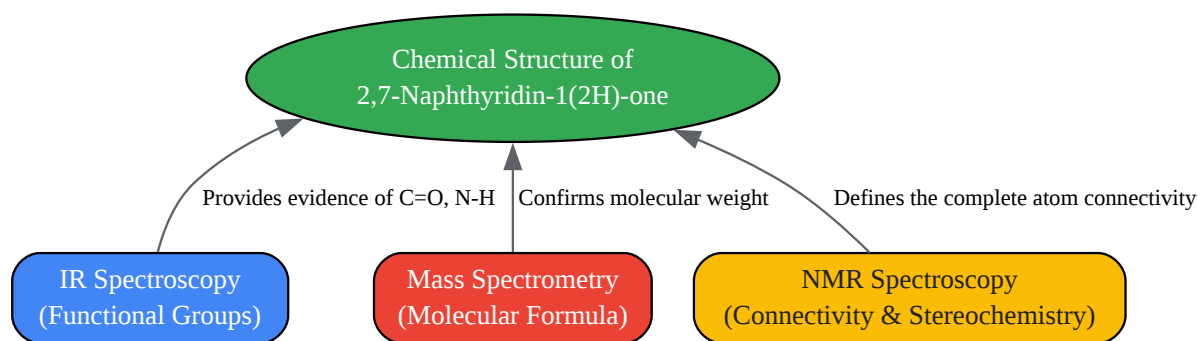 Chemical Structure of
2,7-Naphthyridin-1(2H)-one
Provides evidence of C=O, N-H
Confirms molecular weight
Defines the complete atom connectivity
IR Spectroscopy
(Functional Groups)
Mass Spectrometry
(Molecular Formula)
NMR Spectroscopy
(Connectivity & Stereochemistry)